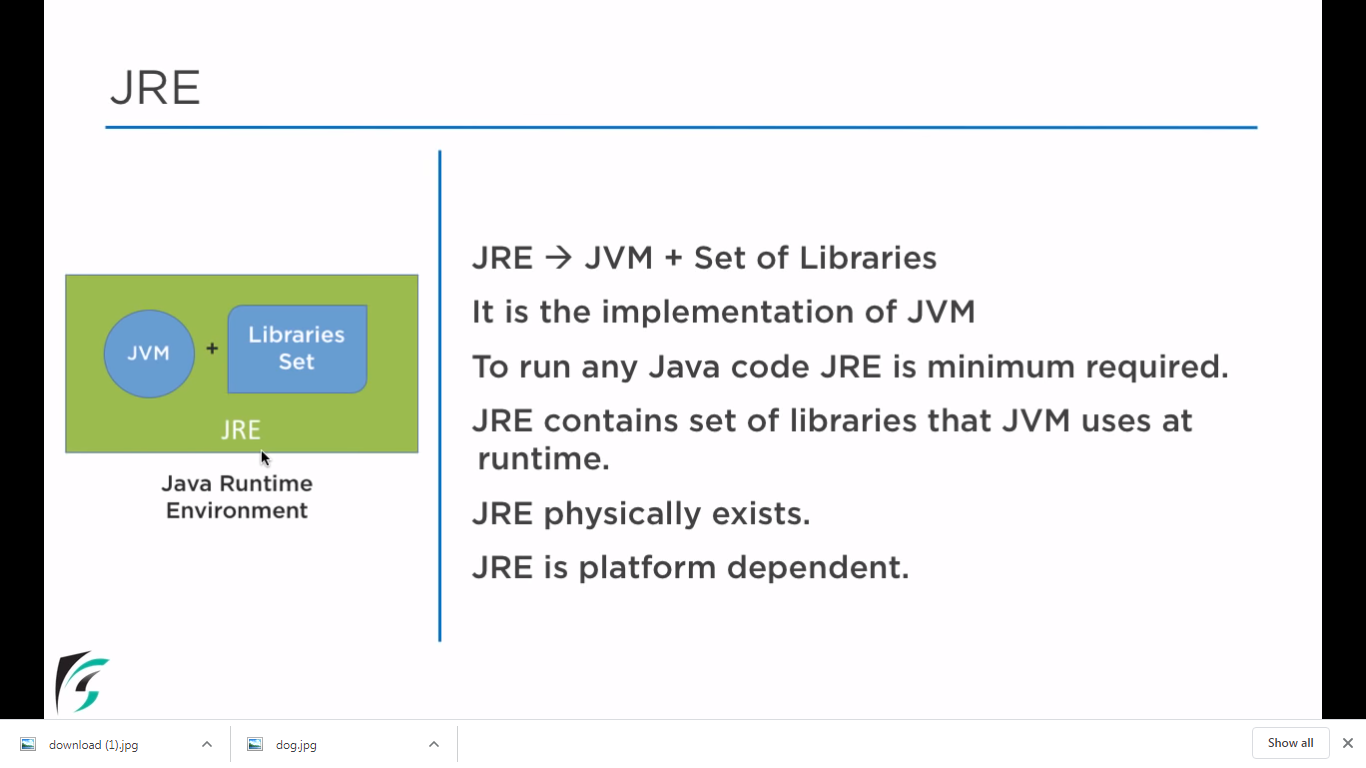 JRE
JVM
+
Libraries
Set
JRE
Java Runtime
Environment
JRE → JVM + Set of Libraries
It is the implementation of JVM
To run any Java code JRE is minimum required.
JRE contains set of libraries that JVM uses at
runtime.
JRE physically exists.
JRE is platform dependent.
download (1).jpg
dog.jpg
Show all